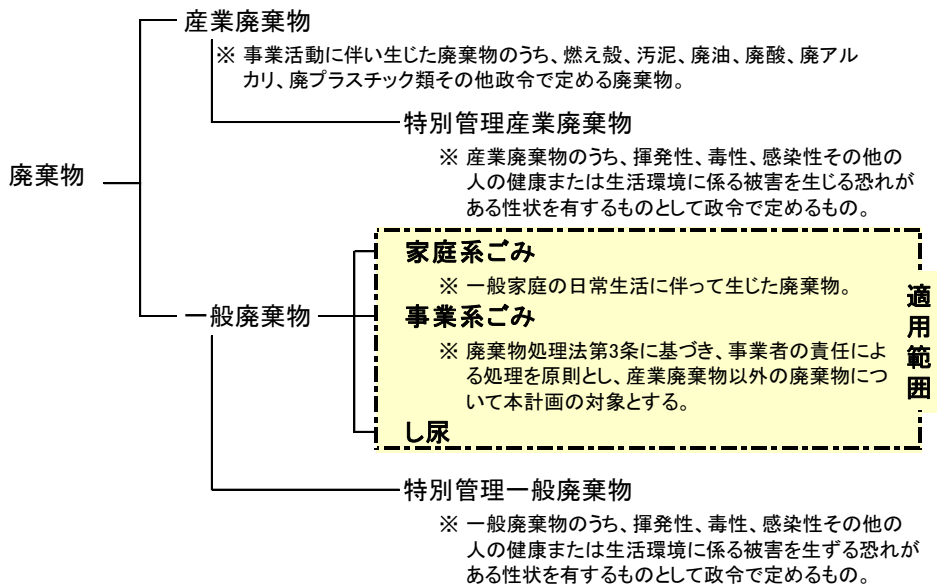 産業廃棄物
※ 事業活動に伴い生じた廃棄物のうち、燃え殻、汚泥、廃油、廃酸、廃アル
カリ、廃プラスチック類その他政令で定める廃棄物。
特別管理産業廃棄物
※ 産業廃棄物のうち、揮発性、毒性、感染性その他の
人の健康または生活環境に係る被害を生じる恐れが
ある性状を有するものとして政令で定めるもの。
廃棄物
家庭系ごみ
※ 一般家庭の日常生活に伴って生じた廃棄物。
一般廃棄物
事業系ごみ
※ 廃棄物処理法第3条に基づき、事業者の責任によ
る処理を原則とし、産業廃棄物以外の廃棄物につ
いて本計画の対象とする。
し尿
適用範囲
特別管理一般廃棄物
※ 一般廃棄物のうち、揮発性、毒性、感染性その他の
人の健康または生活環境に係る被害を生ずる恐れが
ある性状を有するものとして政令で定めるもの。